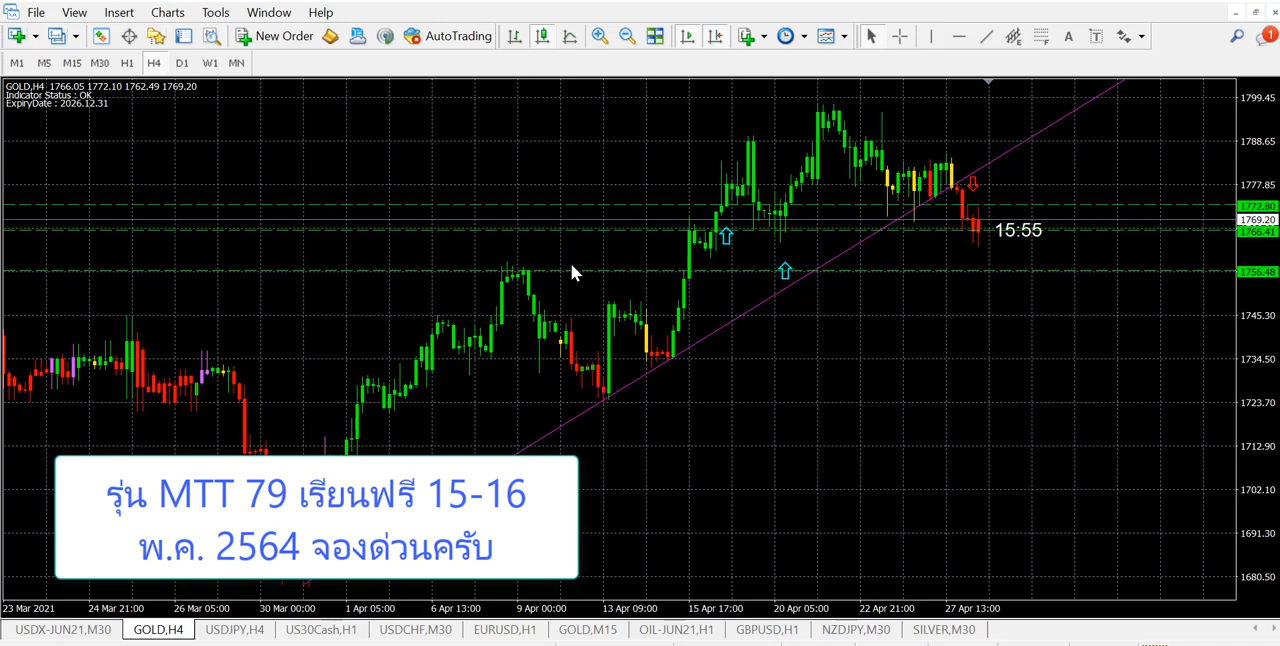 File View Insert Charts Tools Window Help
New Order AutoTrading A T 1
M1 M5 M15 M30 H1 H4 D1 W1 MN
GOLD,H4 1766.05 1772.10 1762.49 1769.20
Indicator Status : OK
ExpiryDate : 2026.12.31
1799.45
1788.65
1777.85
1772.80
1769.20
1766.41
15:55
1756.48
1745.30
1734.50
1723.70
1712.90
1702.10
1691.30
1680.50
รุ่น MTT 79 เรียนฟรี 15-16
พ.ค. 2564 จองด่วนครับ
23 Mar 2021 24 Mar 21:00 26 Mar 05:00 30 Mar 00:00 1 Apr 05:00 6 Apr 13:00 9 Apr 00:00 13 Apr 09:00 15 Apr 17:00 20 Apr 05:00 22 Apr 21:00 27 Apr 13:00
USDX-JUN21,M30 GOLD,H4 USDJPY,H4 US30Cash,H1 USDCHF,M30 EURUSD,H1 GOLD,M15 OIL-JUN21,H1 GBPUSD,H1 NZDJPY,M30 SILVER,M30